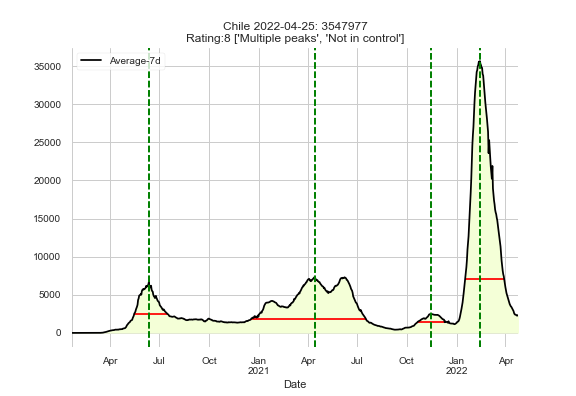 Chile 2022-04-25: 3547977
Rating:8 ['Multiple peaks', 'Not in control']
Average-7d
35000
30000
25000
20000
15000
10000
5000
0
Apr Jul Oct Jan Apr Jul Oct Jan Apr
2021 2022
Date